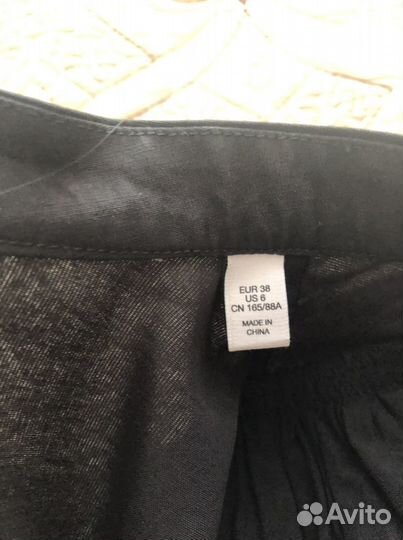 EUR 38
US 6
CN 165/88A
MADE IN
CHINA
Avito